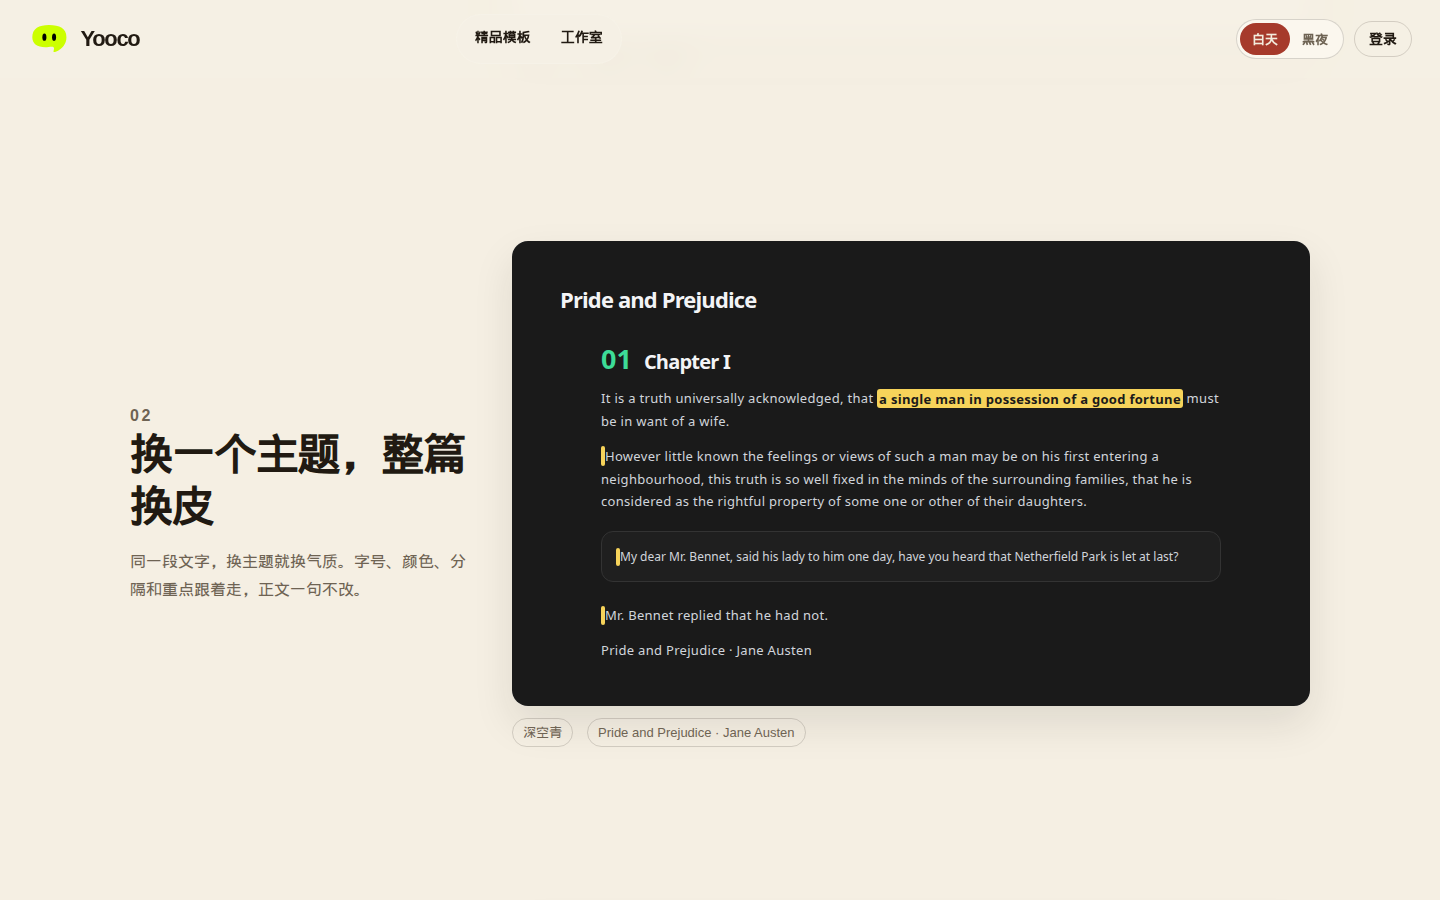 Yooco
精品模板
工作室
白天
黑夜
登录
02
换一个主题，整篇
换皮
同一段文字，换主题就换气质。字号、颜色、分
隔和重点跟着走，正文一句不改。
Pride and Prejudice
01 Chapter I
It is a truth universally acknowledged, that a single man in possession of a good fortune must
be in want of a wife.
However little known the feelings or views of such a man may be on his first entering a
neighbourhood, this truth is so well fixed in the minds of the surrounding families, that he is
considered as the rightful property of some one or other of their daughters.
My dear Mr. Bennet, said his lady to him one day, have you heard that Netherfield Park is let at last?
Mr. Bennet replied that he had not.
Pride and Prejudice · Jane Austen
深空青
Pride and Prejudice · Jane Austen